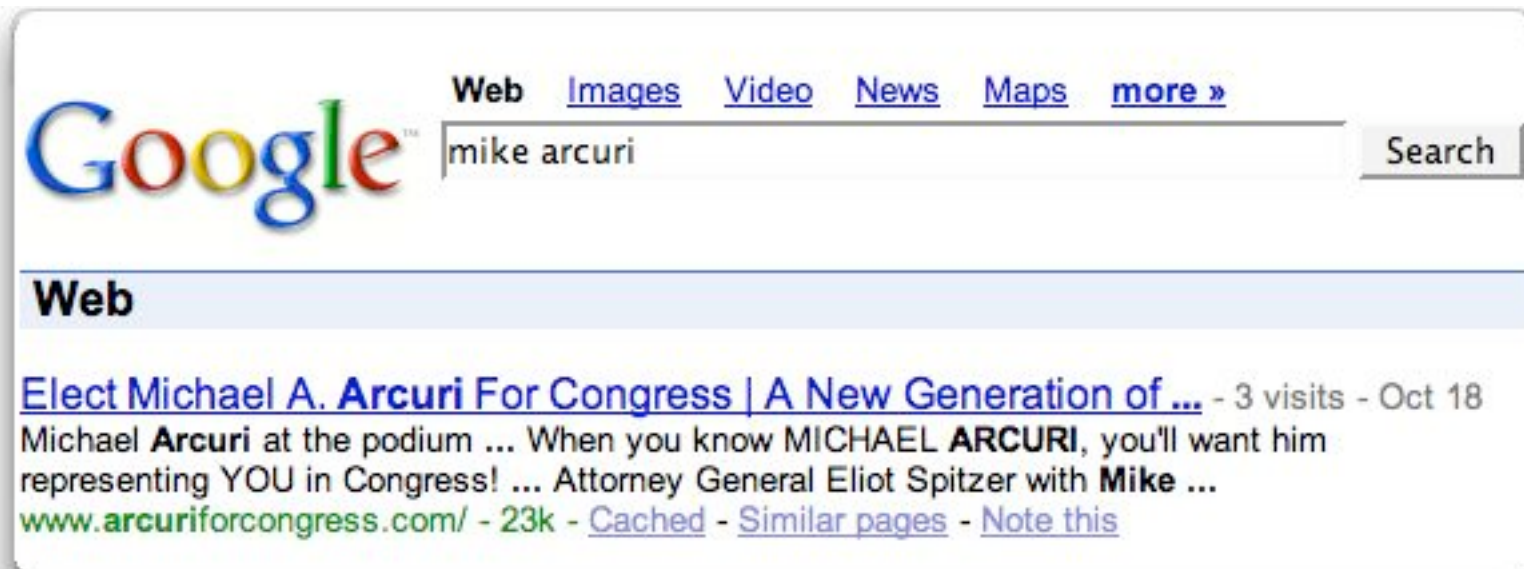 Web Images Video News Maps more »
Google™ mike arcuri Search
Web
Elect Michael A. Arcuri For Congress | A New Generation of ... - 3 visits - Oct 18
Michael Arcuri at the podium ... When you know MICHAEL ARCURI, you'll want him
representing YOU in Congress! ... Attorney General Eliot Spitzer with Mike ...
www.arcuriforcongress.com/ - 23k - Cached - Similar pages - Note this